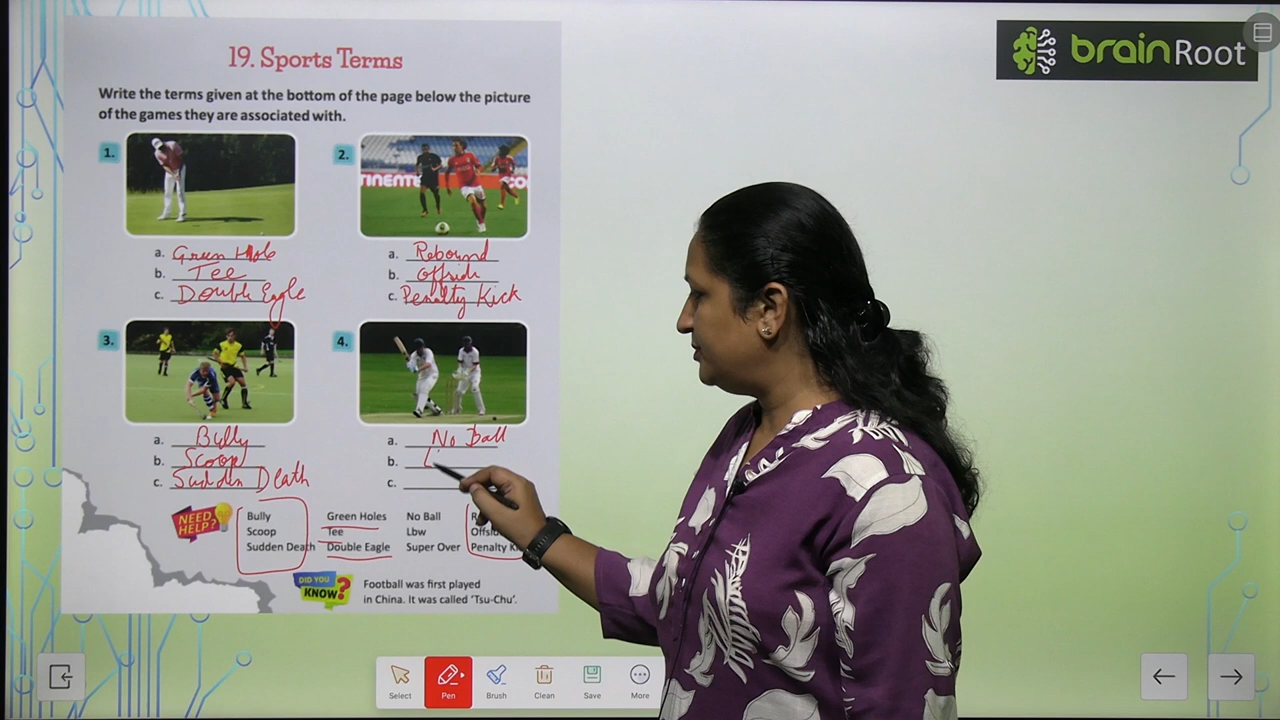 brainRoot
19. Sports Terms
Write the terms given at the bottom of the page below the picture
of the games they are associated with.
1.
2.
TINENTE
CO
a. Green Hole
b. Tee
c. Double Eagle
a. Rebound
b. offside
c. Penalty Kick
3.
4.
a. Bully
b. Scoop
c. Sudden Death
a. No Ball
b. L
c.
NEED HELP?
Bully Green Holes No Ball
Scoop Tee Lbw
Sudden Death Double Eagle Super Over Penalty
DID YOU KNOW?
Football was first played
in China. It was called 'Tsu-Chu'.
Select Pen Brush Clean Save More